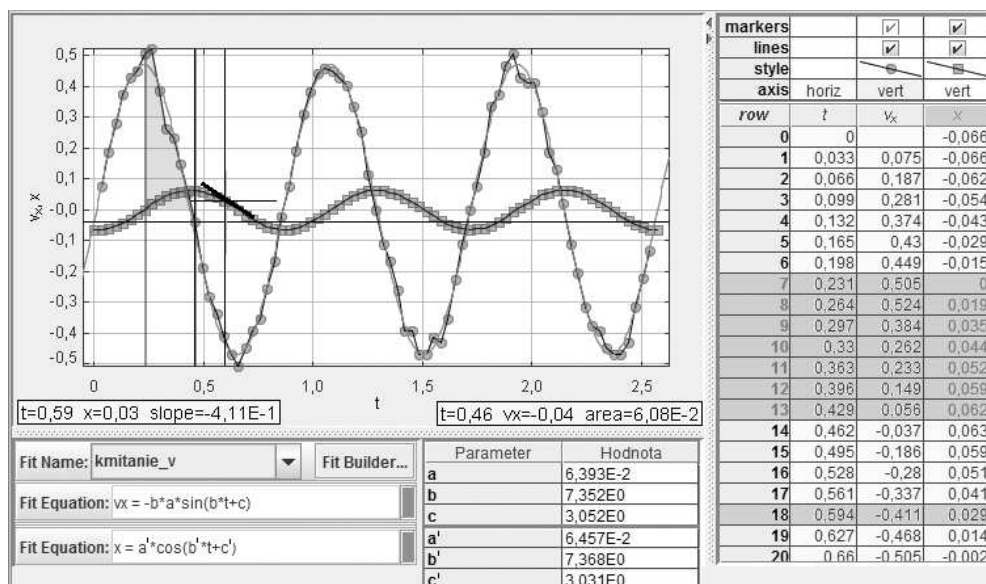 0,5
0,4
0,3
0,2
0,1
-0,0
-0,1
-0,2
-0,3
-0,4
-0,5
vx, x
0 0,5 1,0 1,5 2,0 2,5
t
t=0,59 x=0,03 slope=-4,11E-1
t=0,46 vx=-0,04 area=6,08E-2
Fit Name: kmitanie_v Fit Builder...
Fit Equation: vx = -b*a*sin(b*t+c)
Fit Equation: x = a'*cos(b'*t+c')
Parameter Hodnota
a 6,393E-2
b 7,352E0
c 3,052E0
a' 6,457E-2
b' 7,368E0
c' 3,031E0
markers
lines
style
axis horiz vert vert
row t vx x
0 0 -0,066
1 0,033 0,075 -0,066
2 0,066 0,187 -0,062
3 0,099 0,281 -0,054
4 0,132 0,374 -0,043
5 0,165 0,43 -0,029
6 0,198 0,449 -0,015
7 0,231 0,505 0
8 0,264 0,524 0,019
9 0,297 0,384 0,035
10 0,33 0,262 0,044
11 0,363 0,233 0,052
12 0,396 0,149 0,059
13 0,429 0,056 0,062
14 0,462 -0,037 0,063
15 0,495 -0,186 0,059
16 0,528 -0,28 0,051
17 0,561 -0,337 0,041
18 0,594 -0,411 0,029
19 0,627 -0,468 0,014
20 0,66 -0,505 -0,002